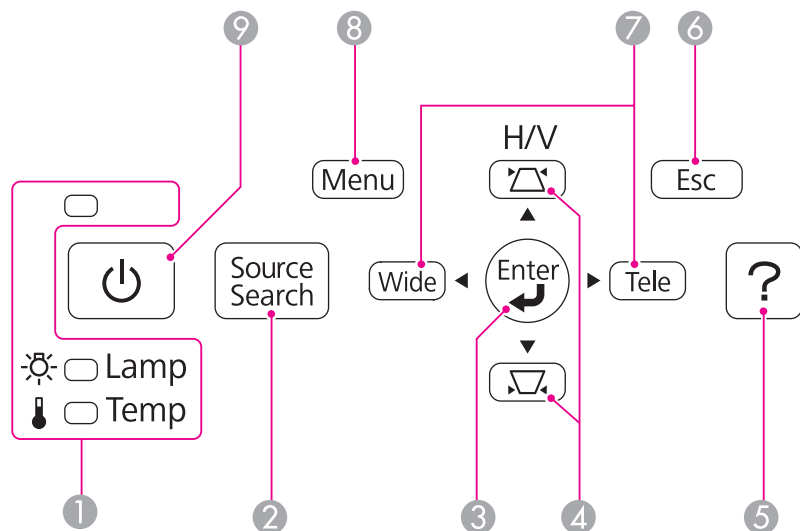 9
8
7
6
H/V
Menu
Esc
Source
Search
Wide
Enter
Tele
?
Lamp
Temp
1
2
3
4
5